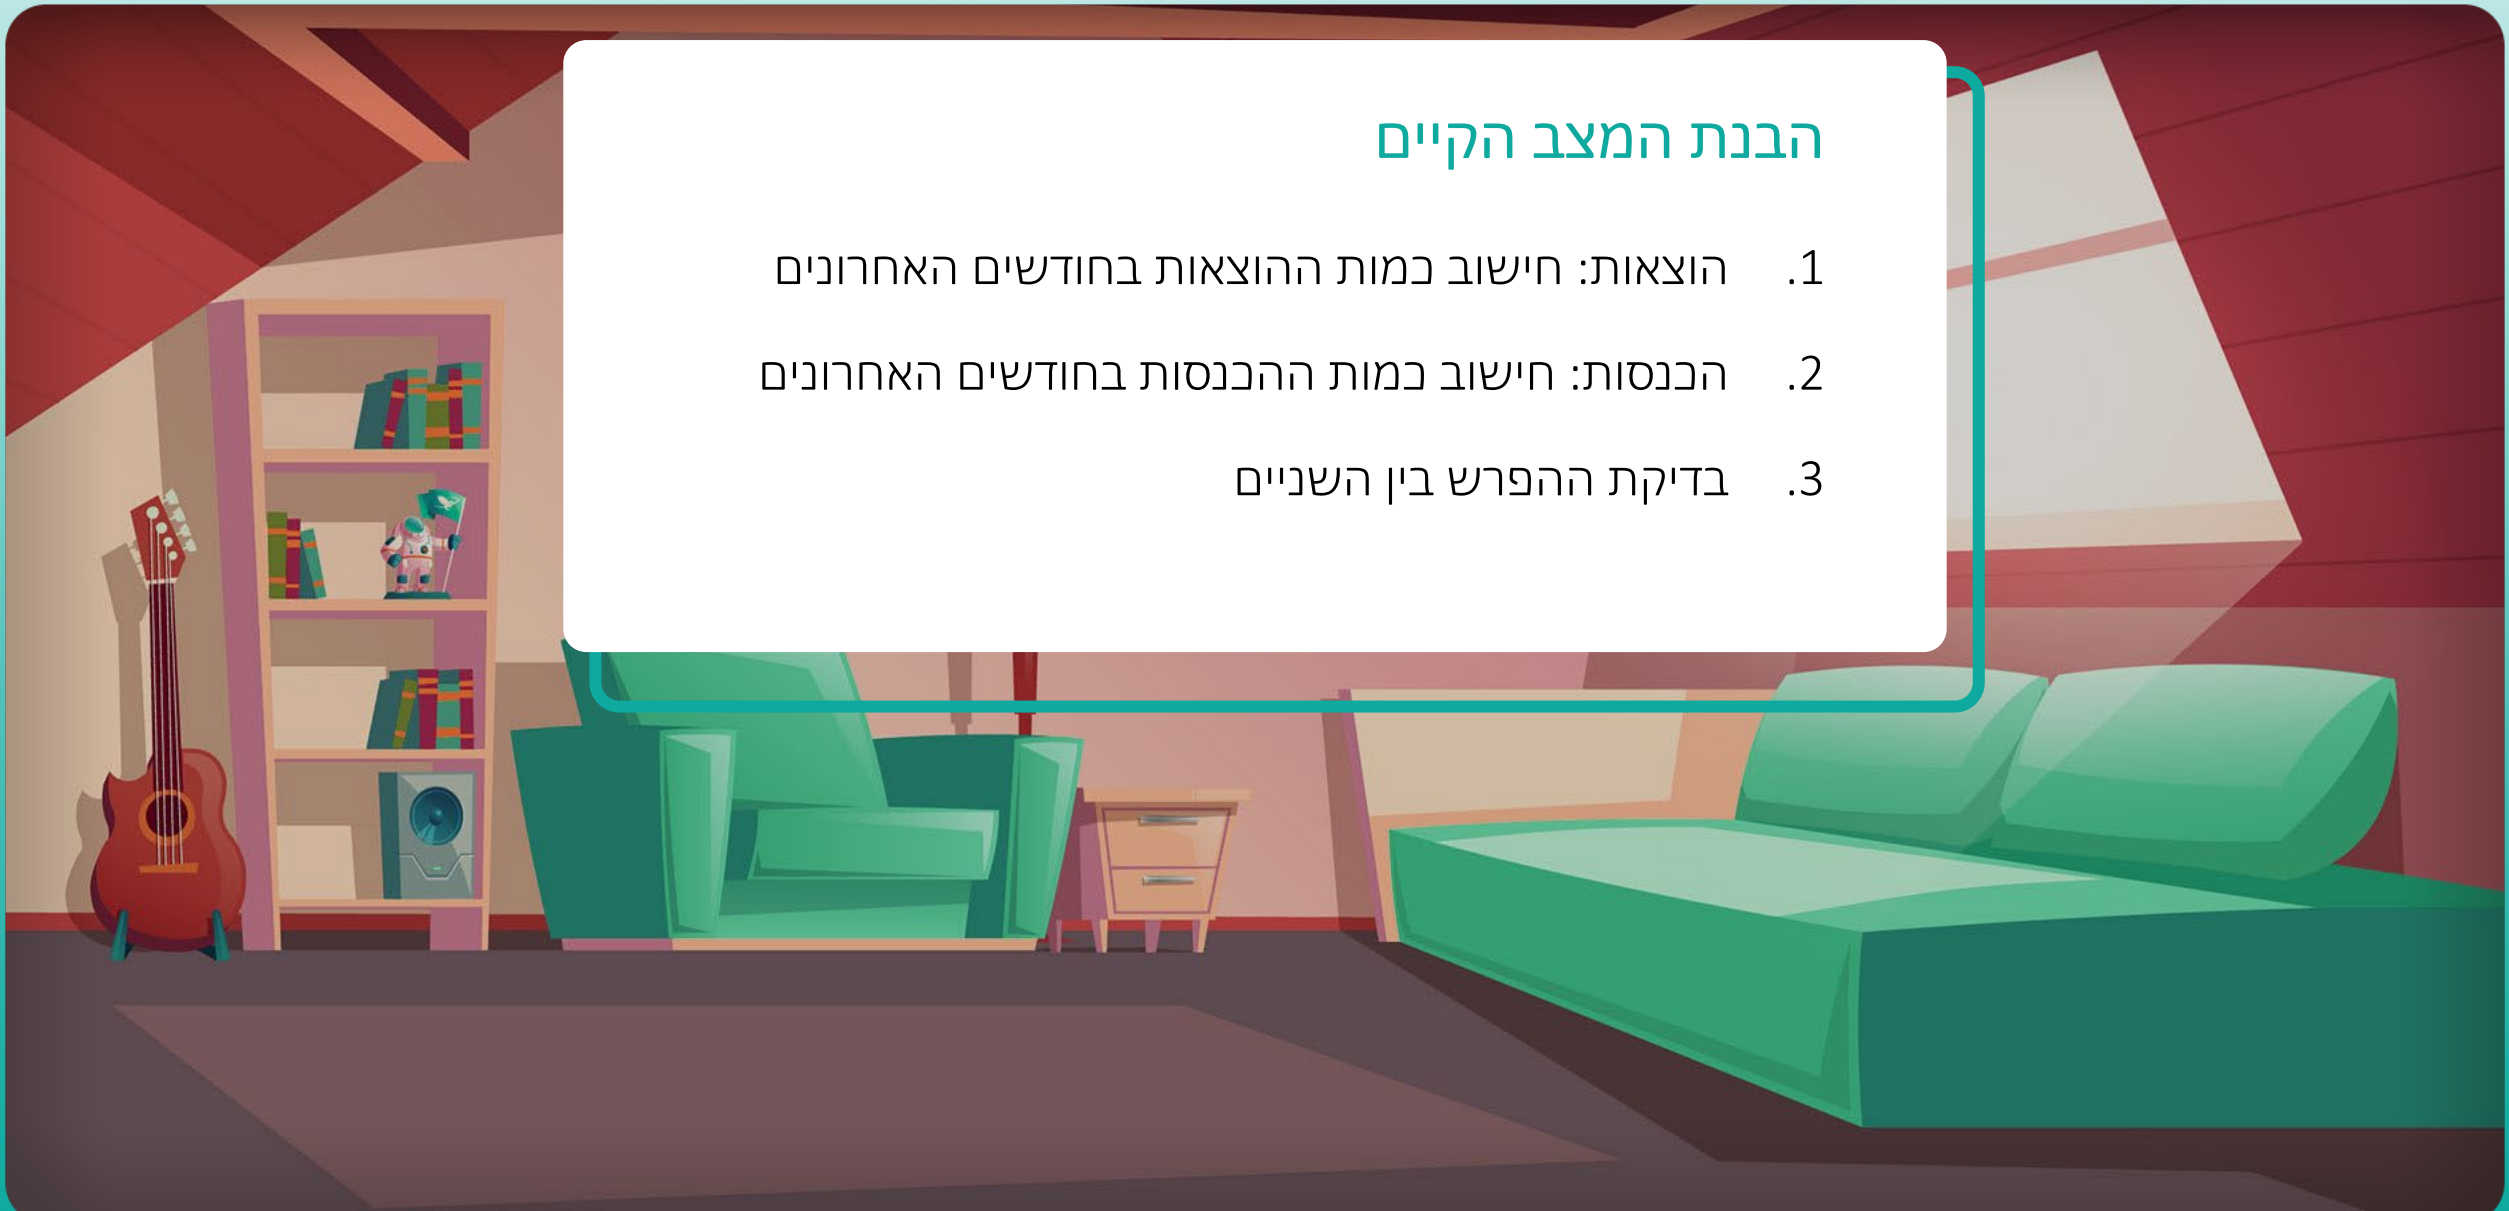 הבנת המצב הקיים
1. הוצאות: חישוב כמות ההוצאות בחודשים האחרונים
2. הכנסות: חישוב כמות ההכנסות בחודשים האחרונים
3. בדיקת ההפרש בין השניים